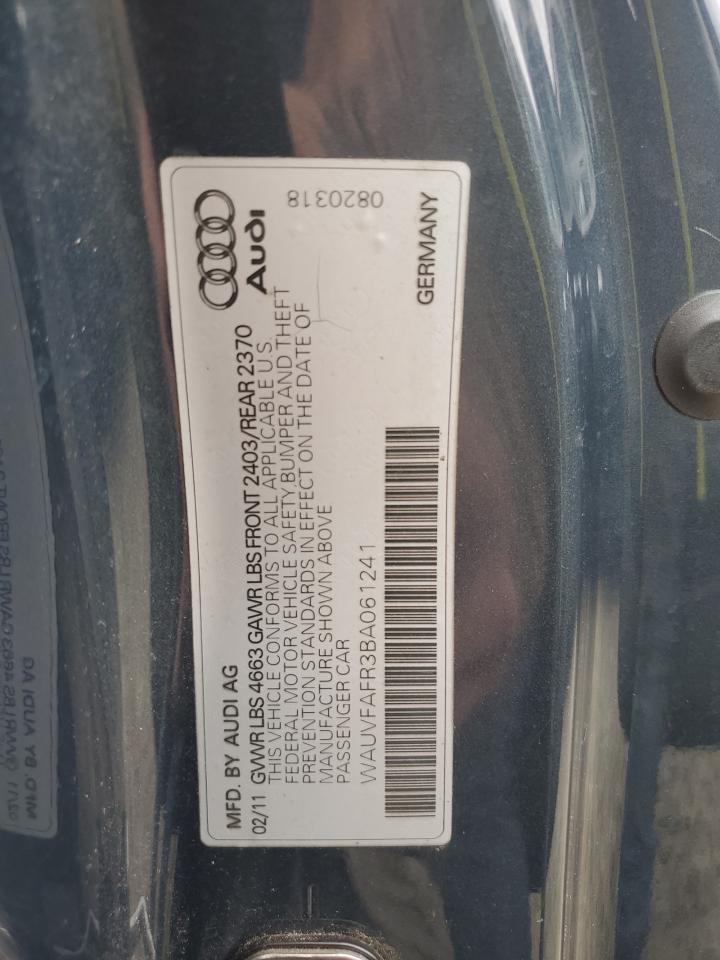 MFD. BY AUDI AG
02/11 GVWR LBS 4663 GAWR LBS FRONT 2403/REAR 2370
THIS VEHICLE CONFORMS TO ALL APPLICABLE U.S.
FEDERAL MOTOR VEHICLE SAFETY, BUMPER AND THEFT
PREVENTION STANDARDS IN EFFECT ON THE DATE OF
MANUFACTURE SHOWN ABOVE
PASSENGER CAR
WAUVFAFR3BA061241
Audi
0820318
GERMANY